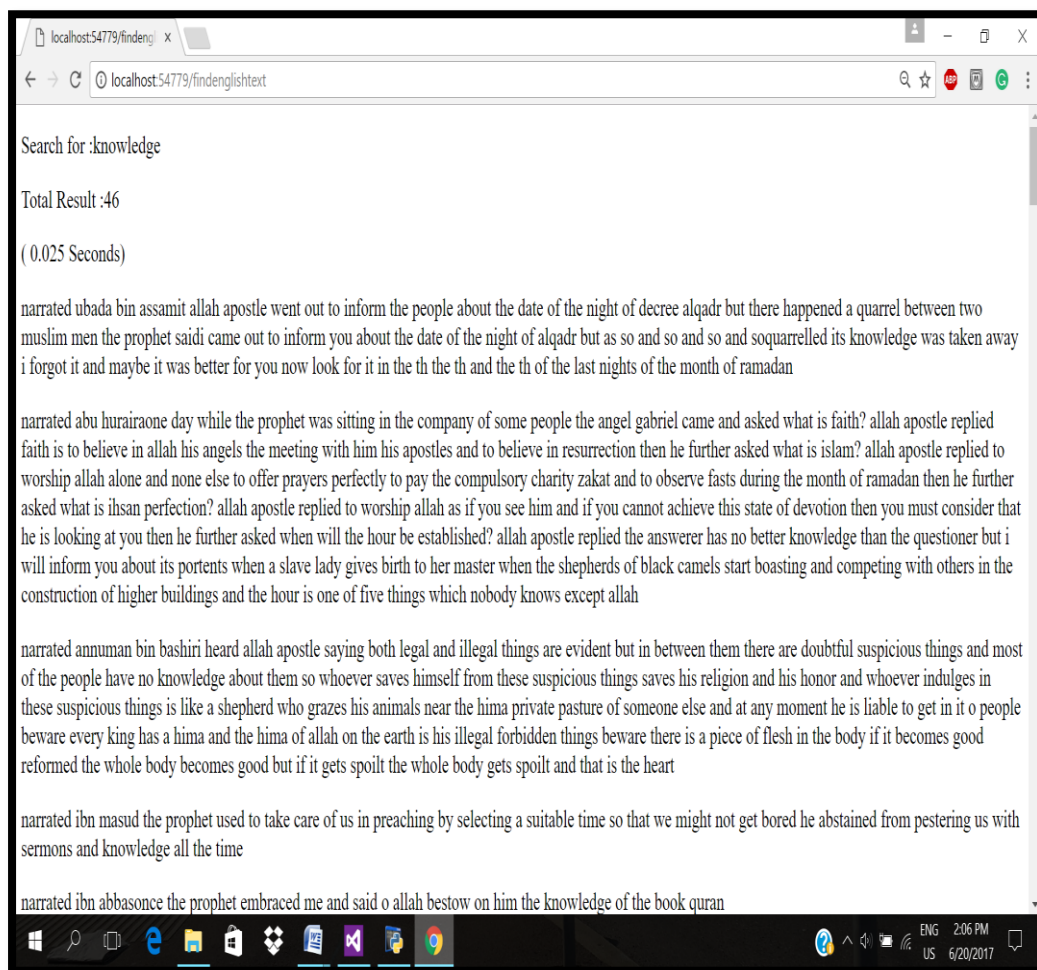 localhost:54779/findengl
localhost:54779/findenglishtext
ABP
Search for :knowledge
Total Result :46
( 0.025 Seconds)
narrated ubada bin assamit allah apostle went out to inform the people about the date of the night of decree alqadr but there happened a quarrel between two
muslim men the prophet saidi came out to inform you about the date of the night of alqadr but as so and so and so and soquarrelled its knowledge was taken away
i forgot it and maybe it was better for you now look for it in the th the th and the th of the last nights of the month of ramadan
narrated abu hurairaone day while the prophet was sitting in the company of some people the angel gabriel came and asked what is faith? allah apostle replied
faith is to believe in allah his angels the meeting with him his apostles and to believe in resurrection then he further asked what is islam? allah apostle replied to
worship allah alone and none else to offer prayers perfectly to pay the compulsory charity zakat and to observe fasts during the month of ramadan then he further
asked what is ihsan perfection? allah apostle replied to worship allah as if you see him and if you cannot achieve this state of devotion then you must consider that
he is looking at you then he further asked when will the hour be established? allah apostle replied the answerer has no better knowledge than the questioner but i
will inform you about its portents when a slave lady gives birth to her master when the shepherds of black camels start boasting and competing with others in the
construction of higher buildings and the hour is one of five things which nobody knows except allah
narrated annuman bin bashiri heard allah apostle saying both legal and illegal things are evident but in between them there are doubtful suspicious things and most
of the people have no knowledge about them so whoever saves himself from these suspicious things saves his religion and his honor and whoever indulges in
these suspicious things is like a shepherd who grazes his animals near the hima private pasture of someone else and at any moment he is liable to get in it o people
beware every king has a hima and the hima of allah on the earth is his illegal forbidden things beware there is a piece of flesh in the body if it becomes good
reformed the whole body becomes good but if it gets spoilt the whole body gets spoilt and that is the heart
narrated ibn masud the prophet used to take care of us in preaching by selecting a suitable time so that we might not get bored he abstained from pestering us with
sermons and knowledge all the time
narrated ibn abbasonce the prophet embraced me and said o allah bestow on him the knowledge of the book quran
ENG 2:06 PM
US 6/20/2017